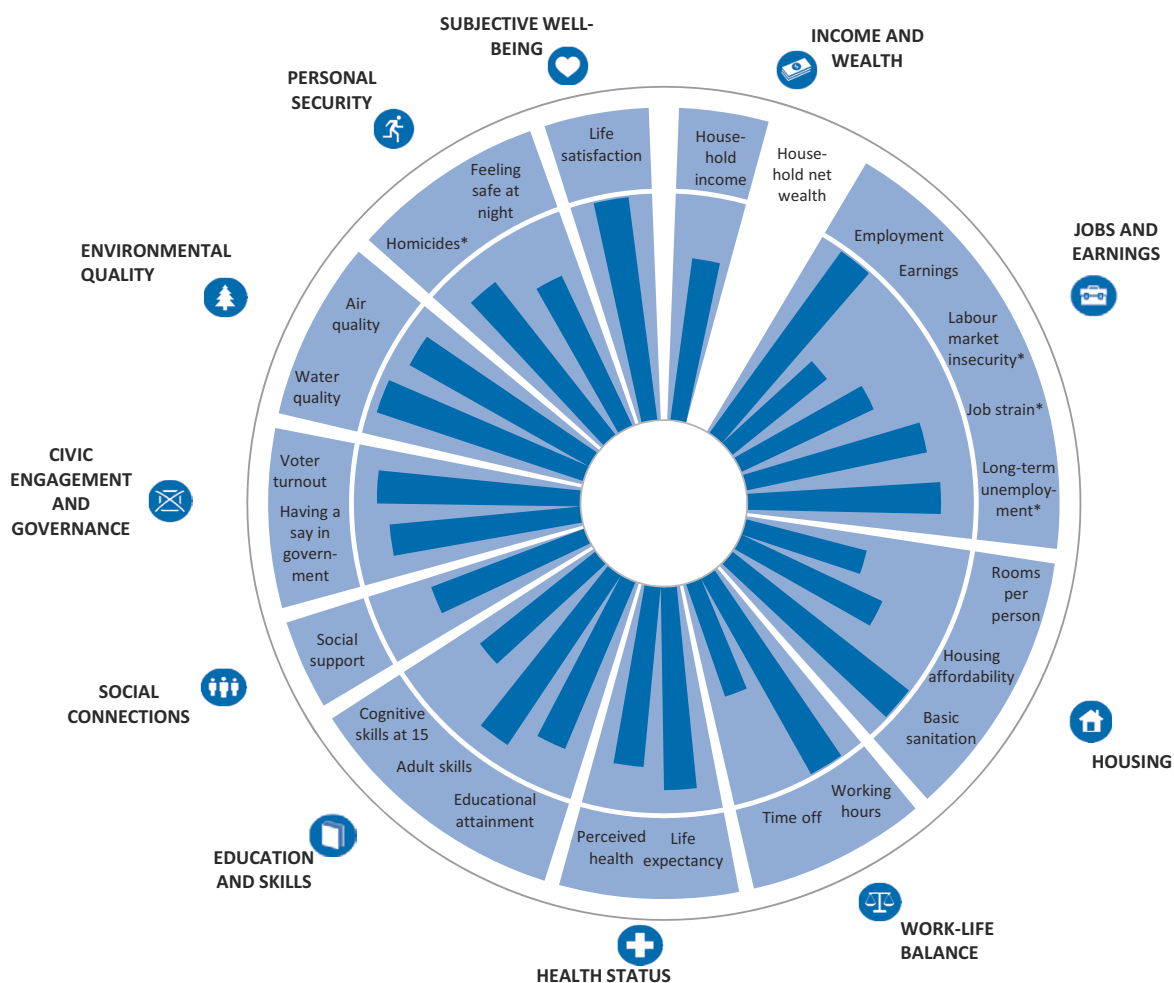 SUBJECTIVE WELL-
BEING
INCOME AND
WEALTH
PERSONAL
SECURITY
Life
satisfaction
House-
hold
income
House-
hold net
wealth
Feeling
safe at
night
Homicides*
Employment
Earnings
JOBS AND
EARNINGS
ENVIRONMENTAL
QUALITY
Air
quality
Water
quality
Labour
market
insecurity*
Job strain*
Long-term
unemploy-
ment*
CIVIC
ENGAGEMENT
AND
GOVERNANCE
Voter
turnout
Having a
say in
govern-
ment
Rooms
per
person
Housing
affordability
Basic
sanitation
HOUSING
Social
support
SOCIAL
CONNECTIONS
Cognitive
skills at 15
Adult skills
Educational
attainment
EDUCATION
AND SKILLS
Perceived
health
Life
expectancy
HEALTH STATUS
Time off
Working
hours
WORK-LIFE
BALANCE